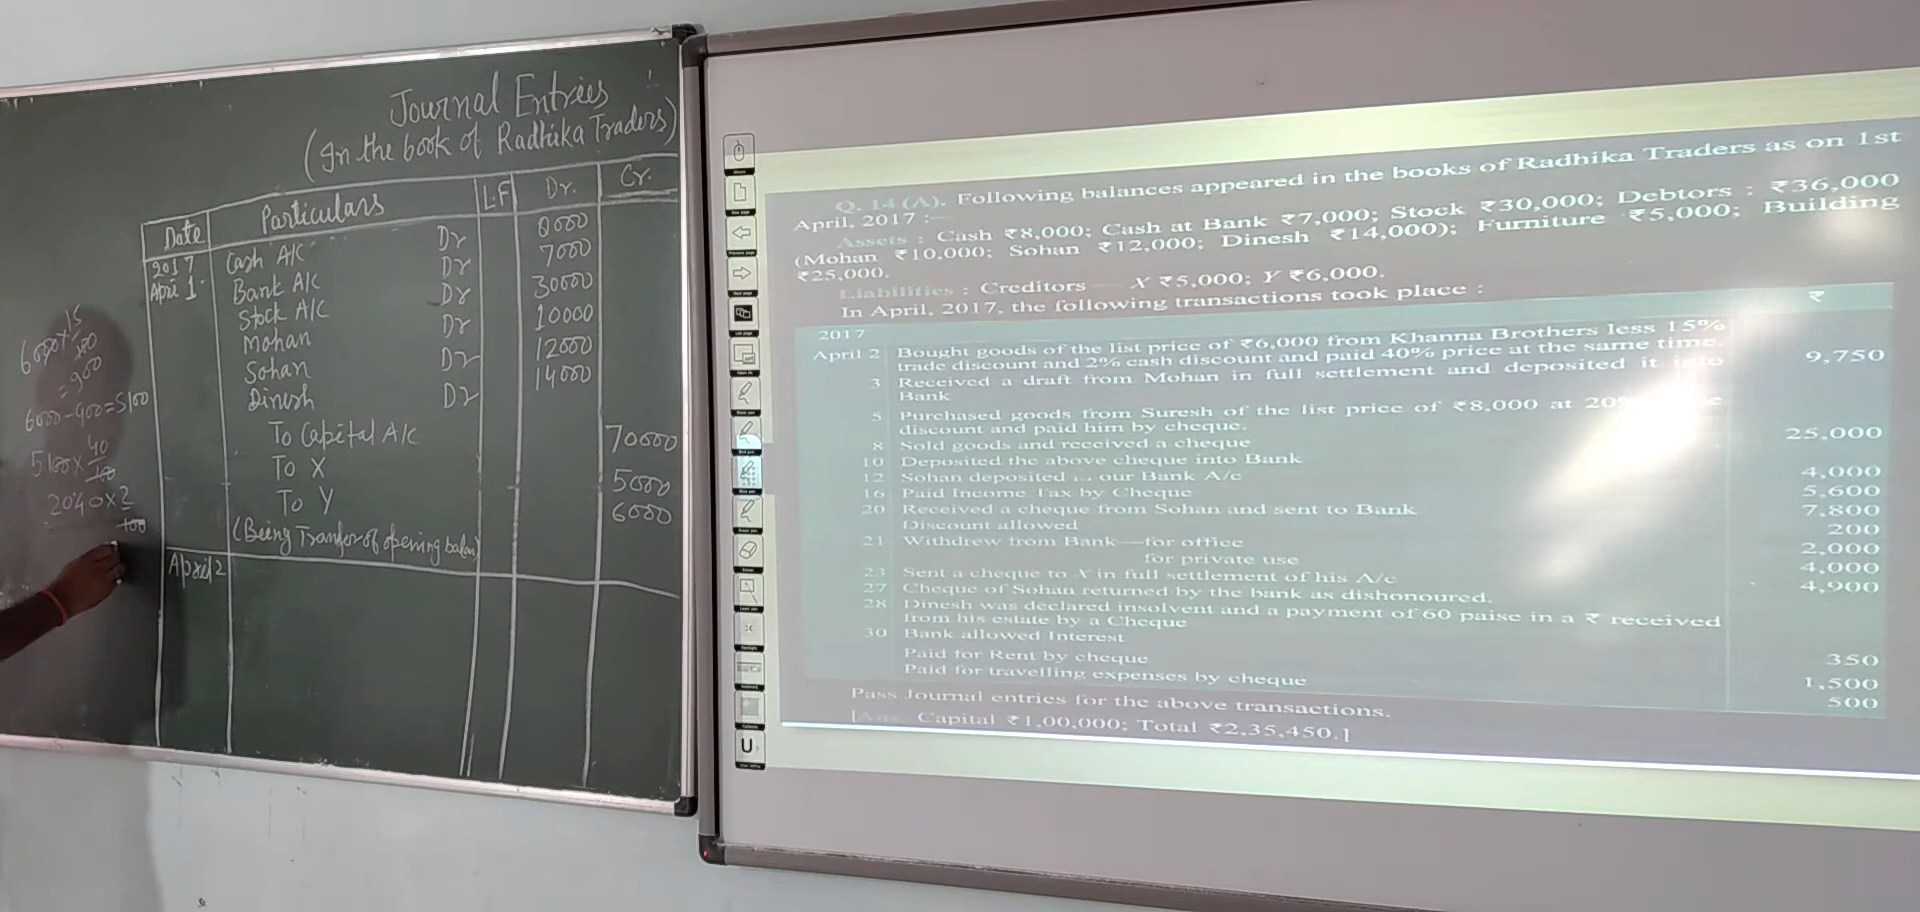 Journal Entries
(In the book of Radhika Traders)
Date Particulars L.F Dr. Cr.
2017 Cash A/c Dr 8000
April 1. Bank A/c Dr 7000
Stock A/c Dr 30000
Mohan Dr 10000
Sohan Dr 12000
Dinesh Dr 14000
To Capital A/c 70000
To X 5000
To Y 6000
(Being Transfer of opening balan)
April 2
6000 × 15
100
= 900
6000 - 900 = 5100
5100 × 40
100
2040 × 2
100
Q. 14 (A). Following balances appeared in the books of Radhika Traders as on 1st
April, 2017 :—
Assets : Cash ₹8,000; Cash at Bank ₹7,000; Stock ₹30,000; Debtors : ₹36,000
(Mohan ₹10,000; Sohan ₹12,000; Dinesh ₹14,000); Furniture ₹5,000; Building
₹25,000.
Liabilities : Creditors X ₹5,000; Y ₹6,000.
In April, 2017, the following transactions took place :
2017 ₹
April 2 Bought goods of the list price of ₹6,000 from Khanna Brothers less 15%
trade discount and 2% cash discount and paid 40% price at the same time.
3 Received a draft from Mohan in full settlement and deposited it into 9,750
Bank
5 Purchased goods from Suresh of the list price of ₹8,000 at 20%
discount and paid him by cheque.
8 Sold goods and received a cheque 25,000
10 Deposited the above cheque into Bank
12 Sohan deposited in our Bank A/c 4,000
16 Paid Income Tax by Cheque 5,600
20 Received a cheque from Sohan and sent to Bank 7,800
Discount allowed 200
21 Withdrew from Bank—for office 2,000
for private use 4,000
23 Sent a cheque to X in full settlement of his A/c 4,900
27 Cheque of Sohan returned by the bank as dishonoured.
28 Dinesh was declared insolvent and a payment of 60 paise in a ₹ received
from his estate by a Cheque
30 Bank allowed Interest 350
Paid for Rent by cheque 1,500
Paid for travelling expenses by cheque 500
Pass Journal entries for the above transactions.
Capital ₹1,00,000; Total ₹2,35,450.]